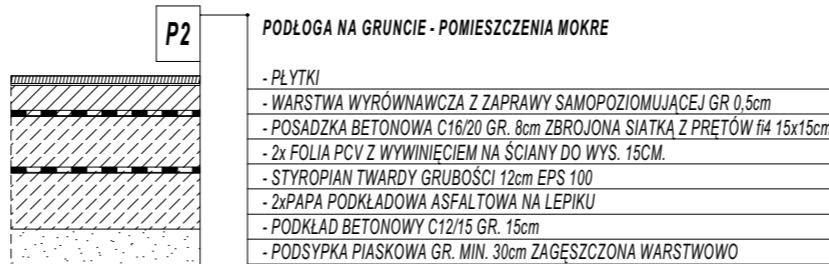 P2
PODŁOGA NA GRUNCIE - POMIESZCZENIA MOKRE
- PŁYTKI
- WARSTWA WYRÓWNAWCZA Z ZAPRAWY SAMOPOZIOMUJĄCEJ GR 0,5cm
- POSADZKA BETONOWA C16/20 GR. 8cm ZBROJONA SIATKĄ Z PRĘTÓW fi4 15x15cm
- 2x FOLIA PCV Z WYWINIĘCIEM NA ŚCIANY DO WYS. 15CM.
- STYROPIAN TWARDY GRUBOŚCI 12cm EPS 100
- 2xPAPA PODKŁADOWA ASFALTOWA NA LEPIKU
- PODKŁAD BETONOWY C12/15 GR. 15cm
- PODSYPKA PIASKOWA GR. MIN. 30cm ZAGĘSZCZONA WARSTWOWO